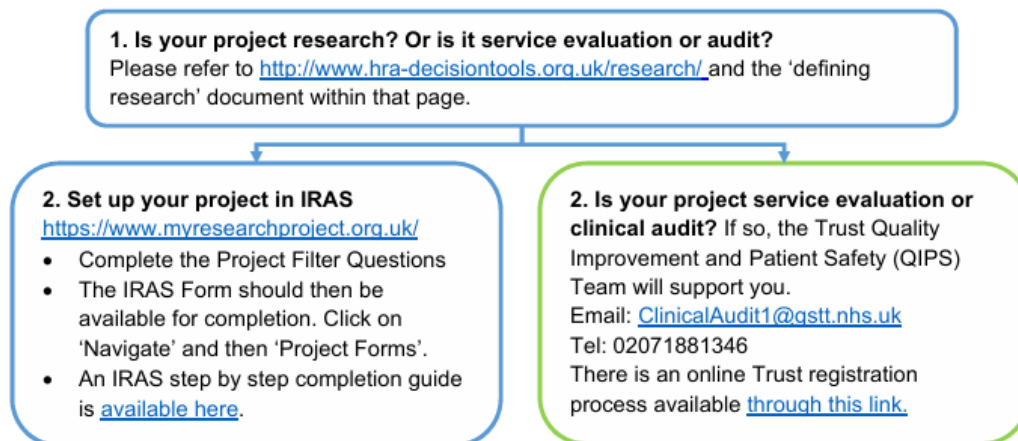 1. Is your project research? Or is it service evaluation or audit?
Please refer to http://www.hra-decisiontools.org.uk/research/ and the ‘defining
research’ document within that page.
2. Set up your project in IRAS
https://www.myresearchproject.org.uk/
• Complete the Project Filter Questions
• The IRAS Form should then be
available for completion. Click on
‘Navigate’ and then ‘Project Forms’.
• An IRAS step by step completion guide
is available here.
2. Is your project service evaluation or
clinical audit? If so, the Trust Quality
Improvement and Patient Safety (QIPS)
Team will support you.
Email: ClinicalAudit1@gstt.nhs.uk
Tel: 02071881346
There is an online Trust registration
process available through this link.